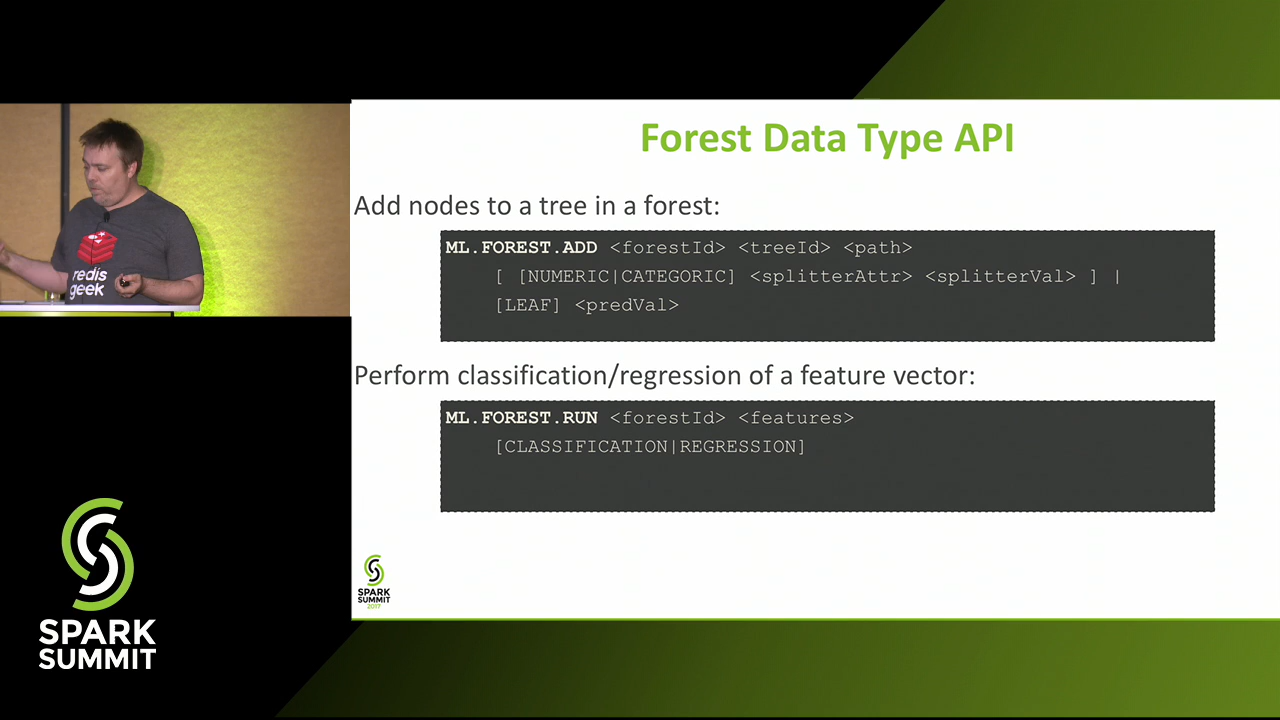 Forest Data Type API
Add nodes to a tree in a forest:
ML.FOREST.ADD <forestId> <treeId> <path>
[ [NUMERIC|CATEGORIC] <splitterAttr> <splitterVal> ] |
[LEAF] <predVal>
Perform classification/regression of a feature vector:
ML.FOREST.RUN <forestId> <features>
[CLASSIFICATION|REGRESSION]
redis
geek
SPARK
SUMMIT
2017
SPARK
SUMMIT